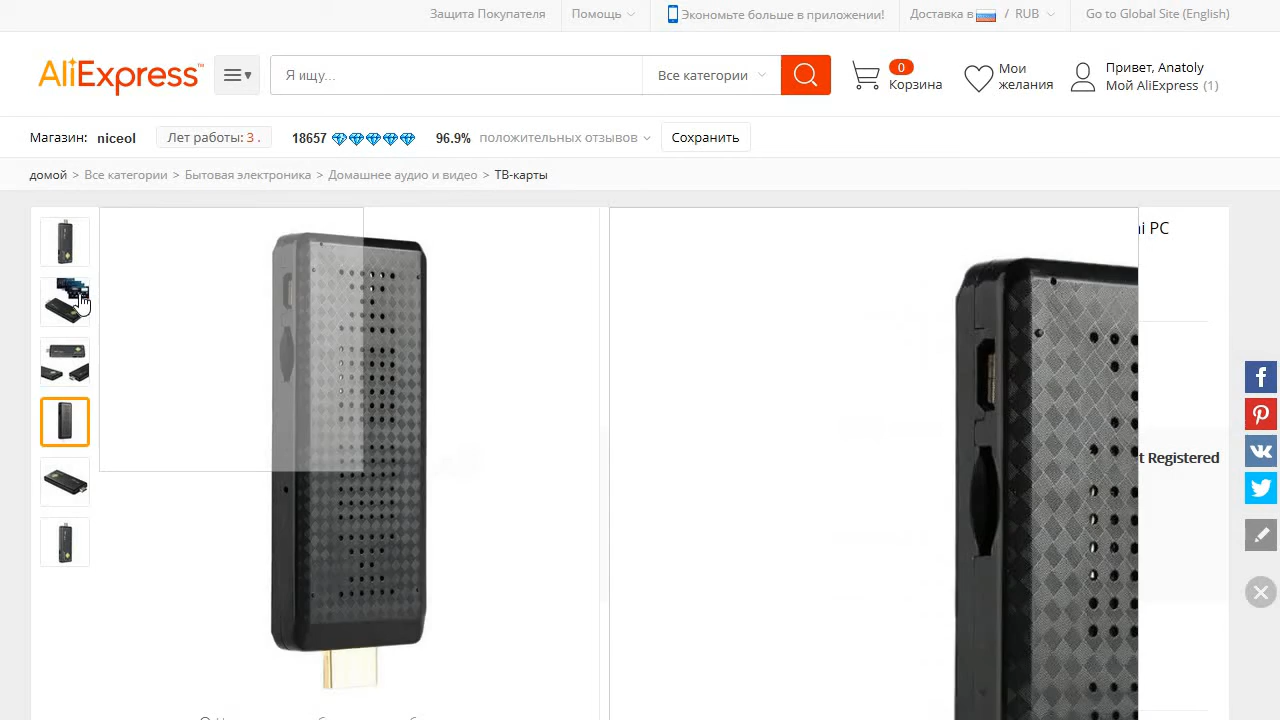 Защита Покупателя
Помощь
Экономьте больше в приложении!
Доставка в / RUB
Go to Global Site (English)
AliExpress™
Я ищу...
Все категории
0
Корзина
Мои
желания
Привет, Anatoly
Мой AliExpress (1)
Магазин: niceol
Лет работы: 3 .
18657
96.9% положительных отзывов
Сохранить
домой > Все категории > Бытовая электроника > Домашнее аудио и видео > ТВ-карты
PC
Registered